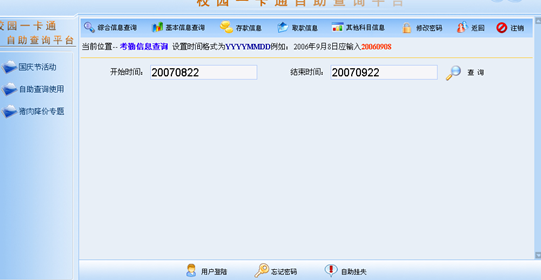 校园一卡通自助查询平台
校园一卡通
自助查询平台
综合信息查询 基本信息查询 存款信息 取款信息 其他科目信息 修改密码 返回 注销
当前位置-- 考勤信息查询 设置时间格式为YYYYMMDD例如：2006年9月8日应输入20060908
国庆节活动
开始时间： 20070822 结束时间： 20070922 查 询
自助查询使用
猪肉降价专题
用户登陆 忘记密码 自助挂失